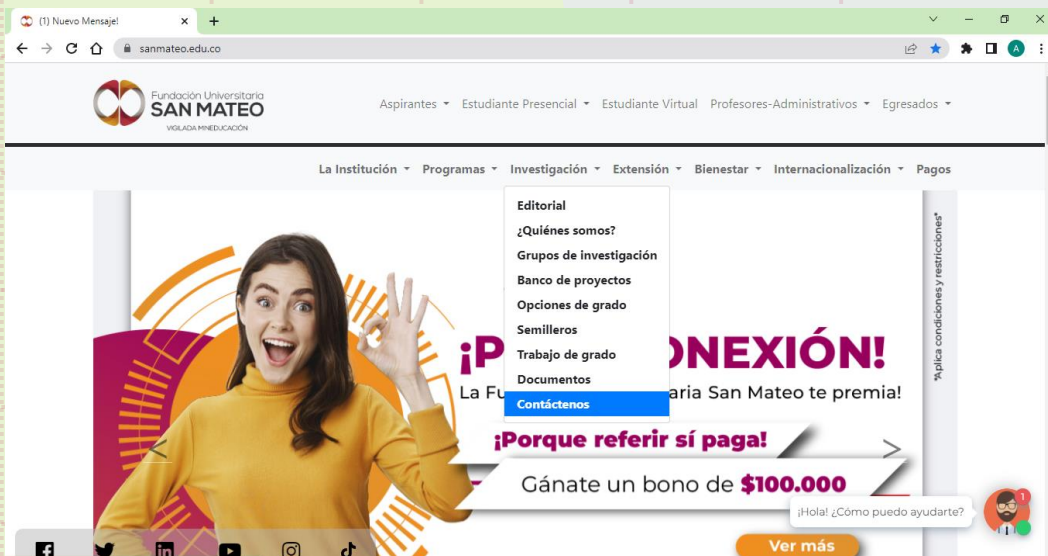 (1) Nuevo Mensaje!
sanmateo.edu.co
A
Fundación Universitaria
SAN MATEO
VIGILADA MINEDUCACIÓN
Aspirantes Estudiante Presencial Estudiante Virtual Profesores-Administrativos Egresados
La Institución Programas Investigación Extensión Bienestar Internacionalización Pagos
Editorial
¿Quiénes somos?
Grupos de investigación
Banco de proyectos
Opciones de grado
Semilleros
Trabajo de grado
Documentos
Contáctenos
*Aplica condiciones y restricciones*
¡P ONEXIÓN!
La Fu aria San Mateo te premia!
¡Porque referir sí paga!
Gánate un bono de $100.000
¡Hola! ¿Cómo puedo ayudarte?
1
Ver más